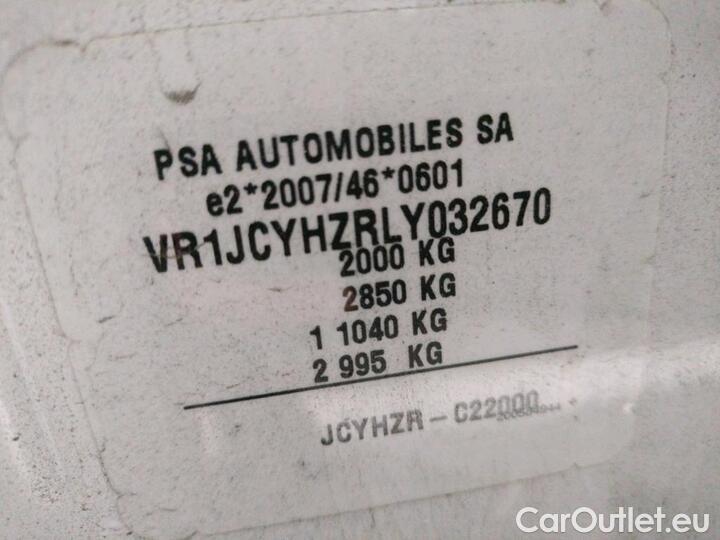 PSA AUTOMOBILES SA
e2*2007/46*0601
VR1JCYHZRLY032670
2000 KG
2850 KG
1 1040 KG
2 995 KG
JCYHZR - C22000
CarOutlet.eu